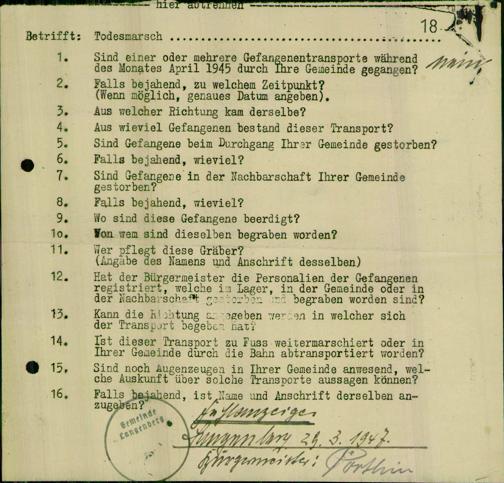 hier abtrennen
18
Betrifft: Todesmarsch
1. Sind einer oder mehrere Gefangenentransporte während
des Monates April 1945 durch Ihre Gemeinde gegangen? nein
2. Falls bejahend, zu welchem Zeitpunkt?
(Wenn möglich, genaues Datum angeben).
3. Aus welcher Richtung kam derselbe?
4. Aus wieviel Gefangenen bestand dieser Transport?
5. Sind Gefangene beim Durchgang Ihrer Gemeinde gestorben?
6. Falls bejahend, wieviel?
7. Sind Gefangene in der Nachbarschaft Ihrer Gemeinde
gestorben?
8. Falls bejahend, wieviel?
9. Wo sind diese Gefangene beerdigt?
10. Von wem sind dieselben begraben worden?
11. Wer pflegt diese Gräber?
(Angabe des Namens und Anschrift desselben)
12. Hat der Bürgermeister die Personalien der Gefangenen
registriert, welche im Lager, in der Gemeinde oder in
der Nachbarschaft gestorben und begraben worden sind?
13. Kann die Richtung angegeben werden in welcher sich
der Transport begeben hat?
14. Ist dieser Transport zu Fuss weitermarschiert oder in
Ihrer Gemeinde durch die Bahn abtransportiert worden?
15. Sind noch Augenzeugen in Ihrer Gemeinde anwesend, wel-
che Auskunft über solche Transporte aussagen können?
16. Falls bejahend, ist Name und Anschrift derselben an-
zugeben?
Fehlanzeige
Gemeinde
Langenberg
Langenberg 29.3.1947.
Bürgermeister: